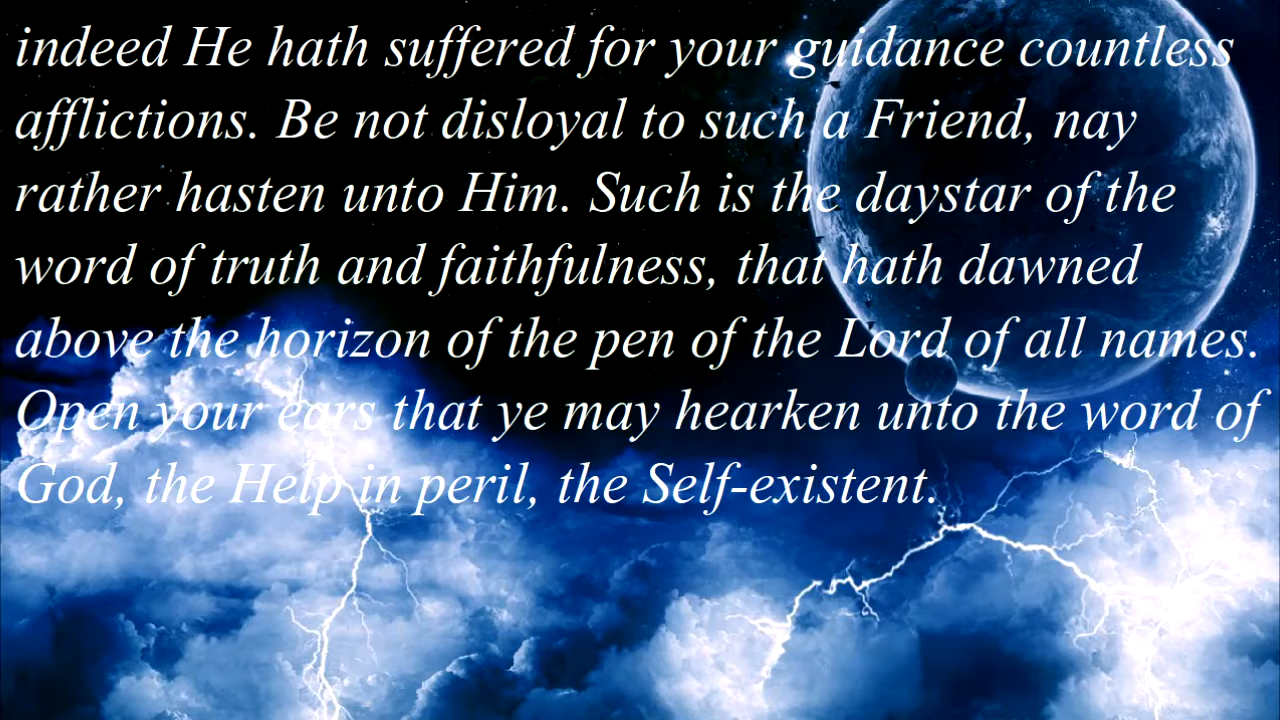 indeed He hath suffered for your guidance countless
afflictions. Be not disloyal to such a Friend, nay
rather hasten unto Him. Such is the daystar of the
word of truth and faithfulness, that hath dawned
above the horizon of the pen of the Lord of all names.
Open your ears that ye may hearken unto the word of
God, the Help in peril, the Self-existent.